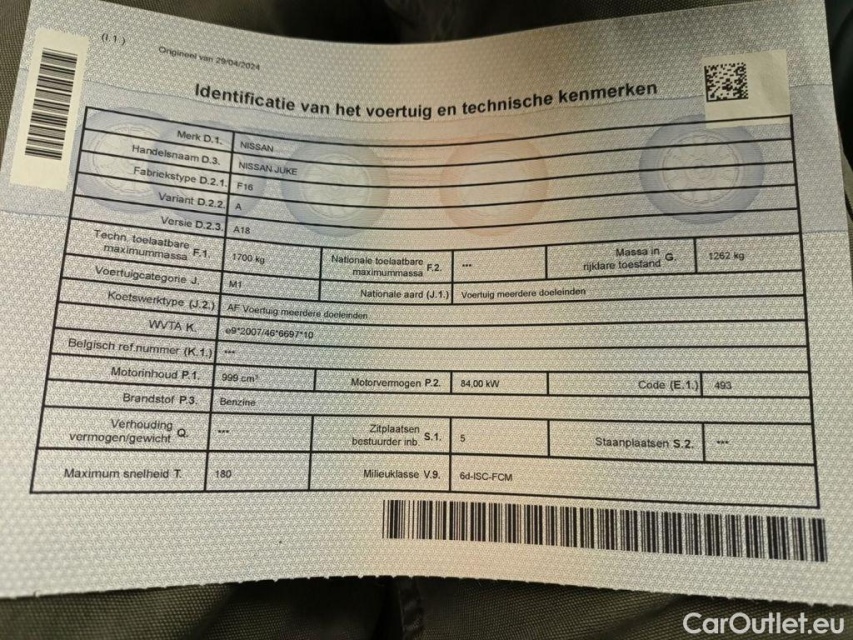 (I.1)
Origineel van 29/04/2024
Identificatie van het voertuig en technische kenmerken
Merk D.1. NISSAN
Handelsnaam D.3. NISSAN JUKE
Fabriekstype D.2.1. F16
Variant D.2.2. A
Versie D.2.3. A18
Techn. toelaatbare maximummassa F.1. 1700 kg Nationale toelaatbare maximummassa F.2. --- Massa in rijklare toestand G. 1262 kg
Voertuigcategorie J. M1 Nationale aard (J.1) Voertuig meerdere doeleinden
Koetswerktype (J.2) AF Voertuig meerdere doeleinden
WVTA K. e9*2007/46*6697*10
Belgisch ref.nummer (K.1.) ---
Motorinhoud P.1. 999 cm³ Motorvermogen P.2. 84,00 kW Code (E.1.) 493
Brandstof P.3. Benzine
Verhouding vermogen/gewicht Q. --- Zitplaatsen bestuurder inb. S.1. 5 Staanplaatsen S.2. ---
Maximum snelheid T. 180 Milieuklasse V.9. 6d-ISC-FCM
CarOutlet.eu